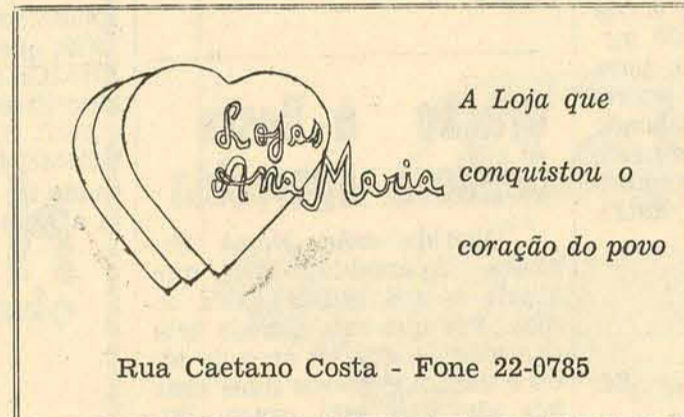 Lojas
Ana Maria
A Loja que
conquistou o
coração do povo
Rua Caetano Costa - Fone 22-0785